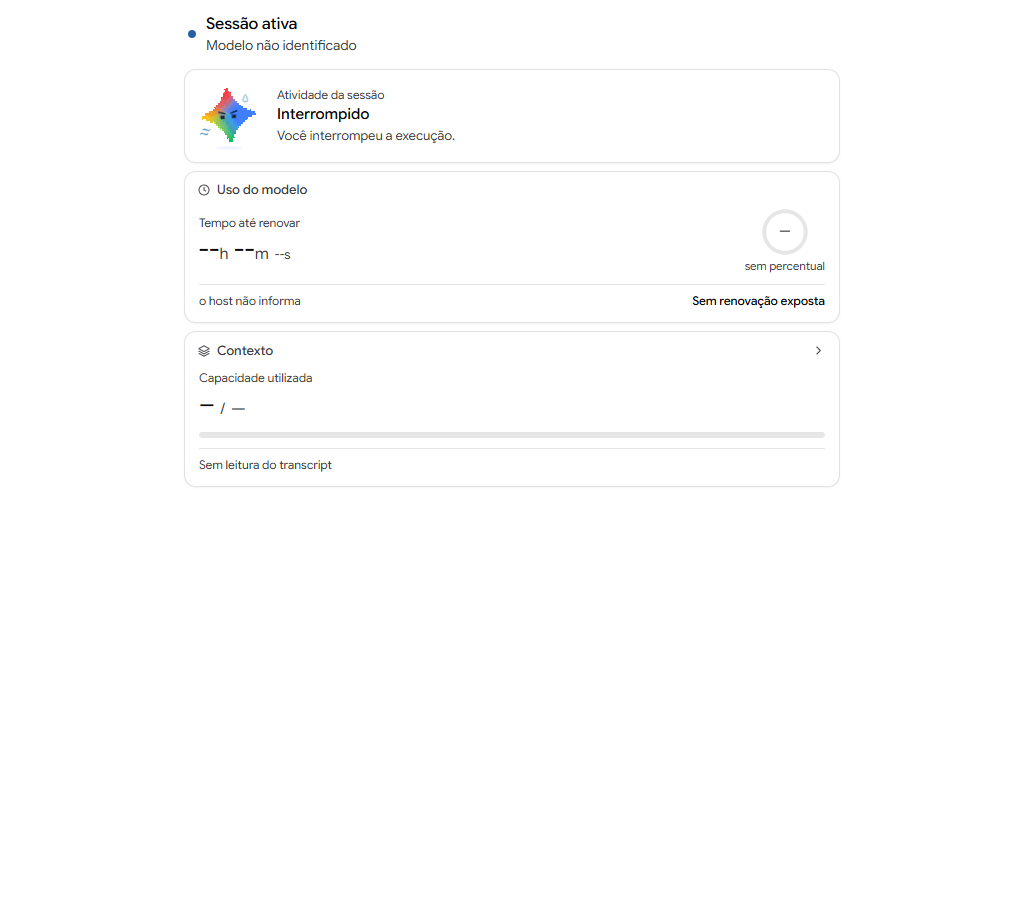 Sessão ativa
Modelo não identificado
Atividade da sessão
Interrompido
Você interrompeu a execução.
Uso do modelo
Tempo até renovar
--h --m --s
—
sem percentual
o host não informa
Sem renovação exposta
Contexto
Capacidade utilizada
— / —
Sem leitura do transcript